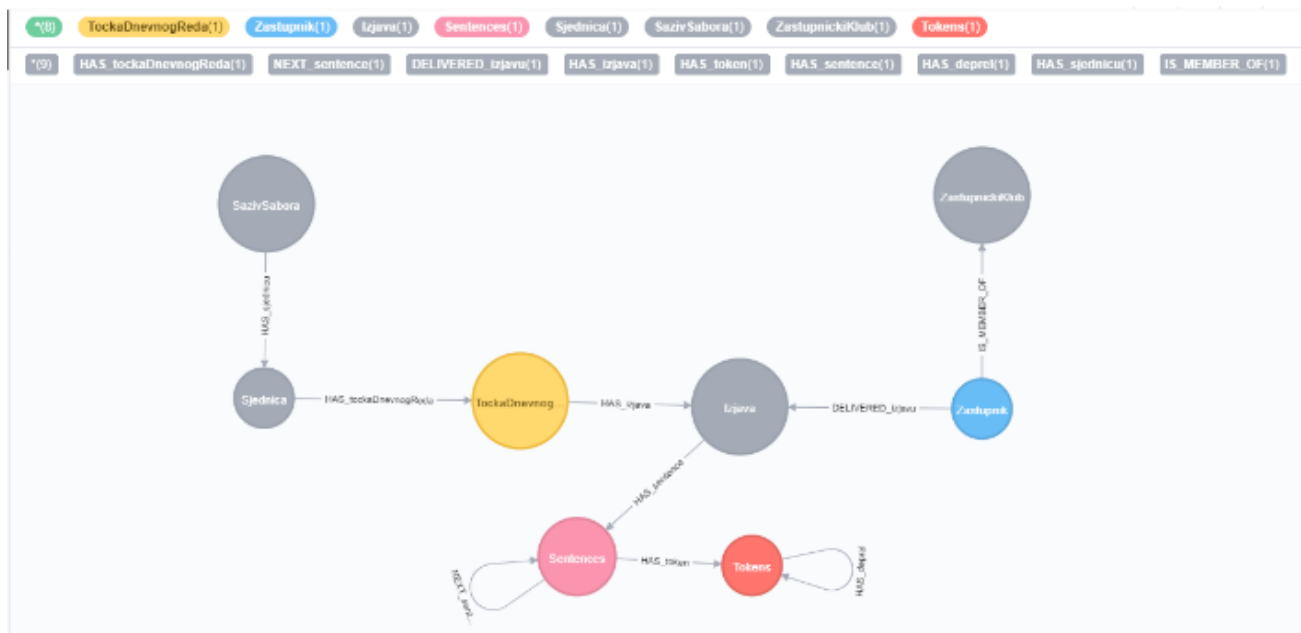 *(8) TockaDnevnogReda(1) Zastupnik(1) Izjava(1) Sentences(1) Sjednica(1) SazivSabora(1) ZastupnickiKlub(1) Tokens(1)
*(9) HAS_tockaDnevnogReda(1) NEXT_sentence(1) DELIVERED_izjavu(1) HAS_izjava(1) HAS_token(1) HAS_sentence(1) HAS_deprel(1) HAS_sjednicu(1) IS_MEMBER_OF(1)
SazivSabora
ZastupnickiKlub
HAS_sjednicu
IS_MEMBER_OF
Sjednica
HAS_tockaDnevnogReda
TockaDnevnog...
HAS_izjava
Izjava
DELIVERED_izjavu
Zastupnik
HAS_sentence
Sentences
HAS_token
Tokens
HAS_deprel
NEXT_sent...